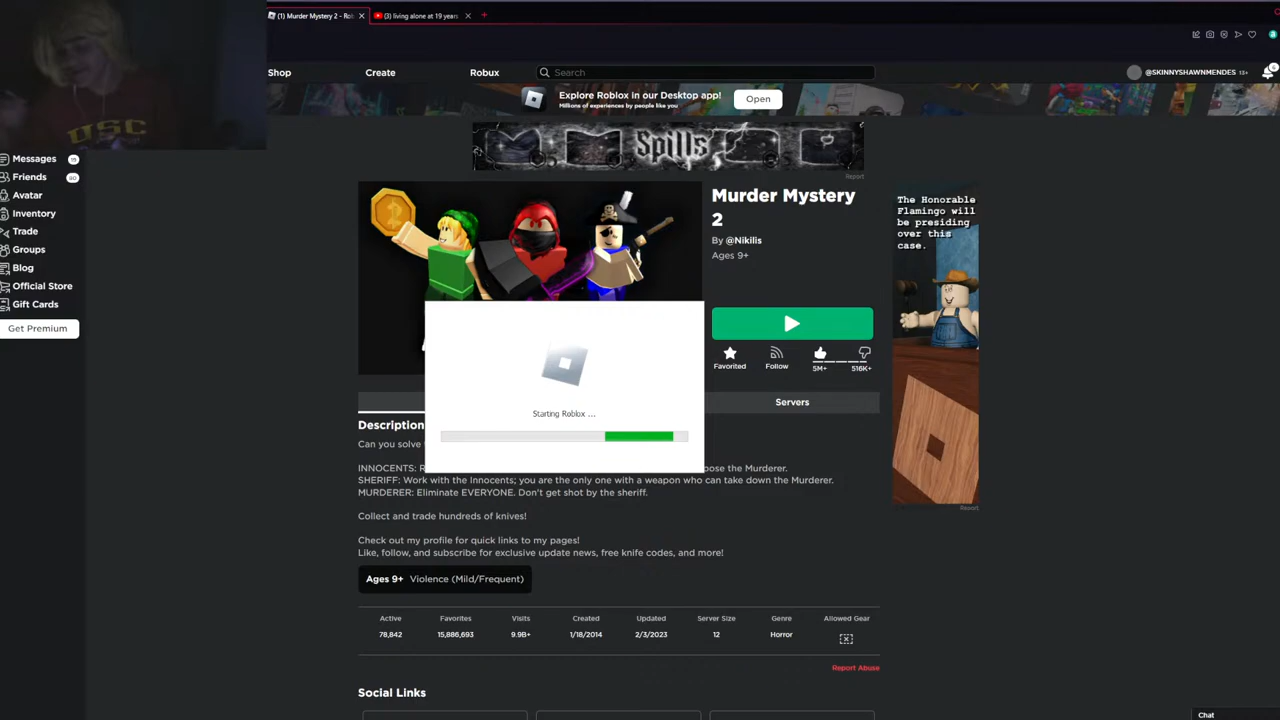 (1) Murder Mystery 2 - Rob
(3) living alone at 19 years
Shop
Create
Robux
Search
@SKINNYSHAWNMENDES 13+
Explore Roblox in our Desktop app!
Millions of experiences by people like you
Open
USC
Spills
Report
Messages 19
Friends
Avatar
Inventory
Trade
Groups
Blog
Official Store
Gift Cards
Get Premium
Murder Mystery
2
By @Nikilis
Ages 9+
The Honorable
Flamingo will
be presiding
over this
case.
Favorited
Follow
5M+
516K+
Starting Roblox ...
Servers
Description
Can you solve
INNOCENTS: R
pose the Murderer.
SHERIFF: Work with the Innocents; you are the only one with a weapon who can take down the Murderer.
MURDERER: Eliminate EVERYONE. Don't get shot by the sheriff.
Collect and trade hundreds of knives!
Check out my profile for quick links to my pages!
Like, follow, and subscribe for exclusive update news, free knife codes, and more!
Report
Ages 9+ Violence (Mild/Frequent)
Active
Favorites
Visits
Created
Updated
Server Size
Genre
Allowed Gear
78,842
15,886,693
9.9B+
1/18/2014
2/3/2023
12
Horror
Report Abuse
Social Links
Chat